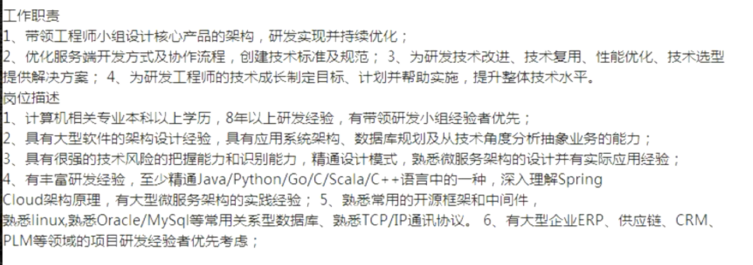 工作职责
1、带领工程师小组设计核心产品的架构，研发实现并持续优化；
2、优化服务端开发方式及协作流程，创建技术标准及规范； 3、为研发技术改进、技术复用、性能优化、技术选型
提供解决方案； 4、为研发工程师的技术成长制定目标、计划并帮助实施，提升整体技术水平。
岗位描述
1、计算机相关专业本科以上学历，8年以上研发经验，有带领研发小组经验者优先；
2、具有大型软件的架构设计经验，具有应用系统架构、数据库规划及从技术角度分析抽象业务的能力；
3、具有很强的技术风险的把握能力和识别能力，精通设计模式，熟悉微服务架构的设计并有实际应用经验；
4、有丰富研发经验，至少精通Java/Python/Go/C/Scala/C++语言中的一种，深入理解Spring
Cloud架构原理，有大型微服务架构的实践经验； 5、熟悉常用的开源框架和中间件，
熟悉linux,熟悉Oracle/MySql等常用关系型数据库、熟悉TCP/IP通讯协议。 6、有大型企业ERP、供应链、CRM、
PLM等领域的项目研发经验者优先考虑；